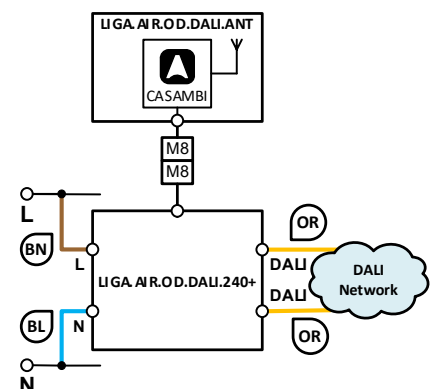 LIGA.AIR.OD.DALI.ANT
CASAMBI
M8
M8
L
OR
BN
L
DALI
LIGA.AIR.OD.DALI.240+
DALI
Network
BL
N
DALI
OR
N